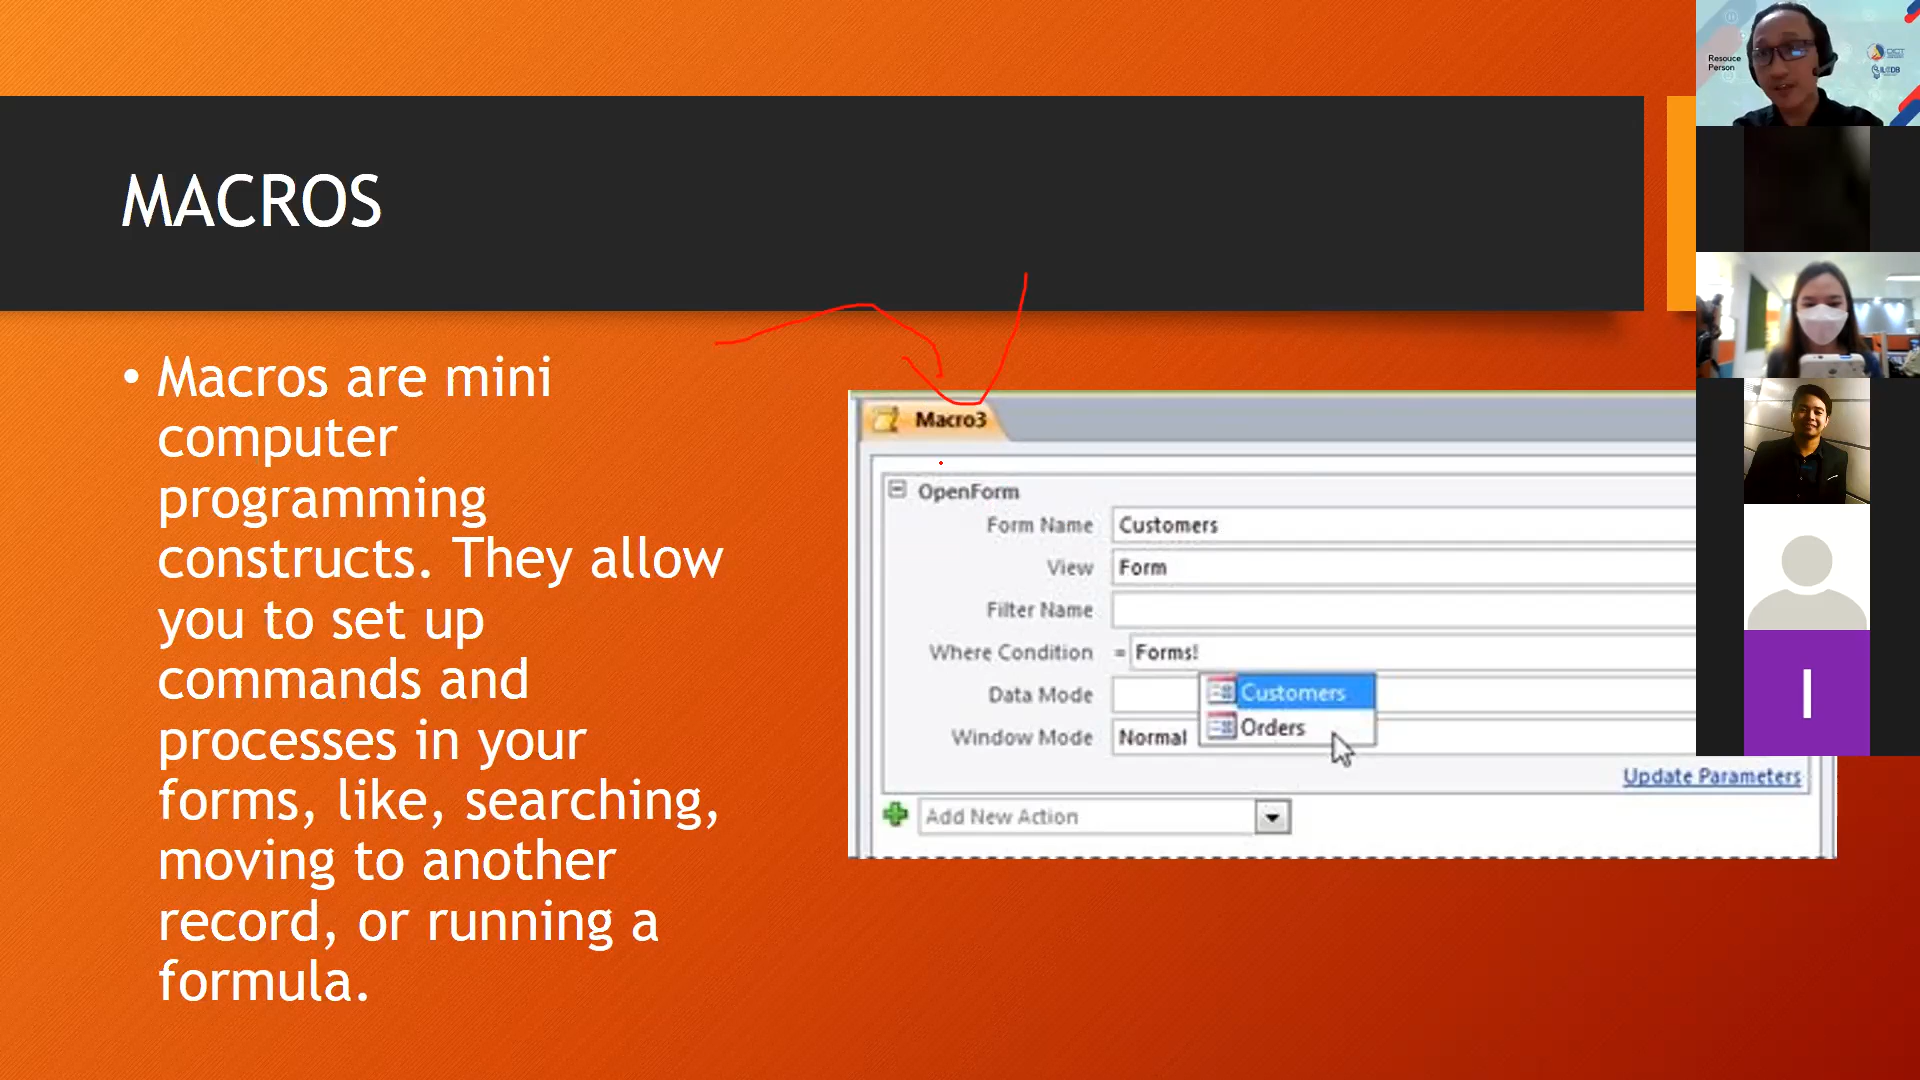 MACROS
• Macros are mini
computer
programming
constructs. They allow
you to set up
commands and
processes in your
forms, like, searching,
moving to another
record, or running a
formula.
Macro3
OpenForm
Form Name Customers
View Form
Filter Name
Where Condition = Forms!
Customers
Data Mode
Orders
Window Mode Normal
Update Parameters
Add New Action
Resouce
Person
DICT
ILCDB
I